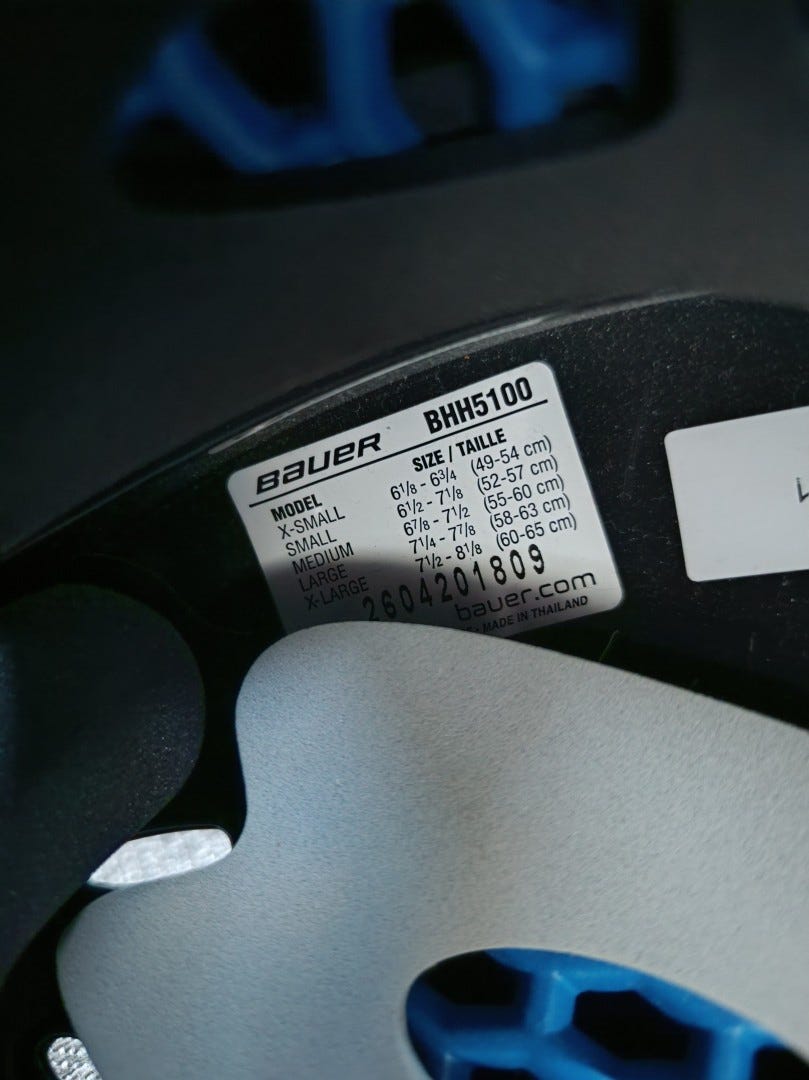 BAUER BHH5100
MODEL SIZE / TAILLE
X-SMALL 6 1/8 - 6 3/4 (49-54 cm)
SMALL 6 1/2 - 7 1/8 (52-57 cm)
MEDIUM 6 7/8 - 7 1/2 (55-60 cm)
LARGE 7 1/4 - 7 7/8 (58-63 cm)
X-LARGE 7 1/2 - 8 1/8 (60-65 cm)
2604201809
bauer.com
• MADE IN THAILAND